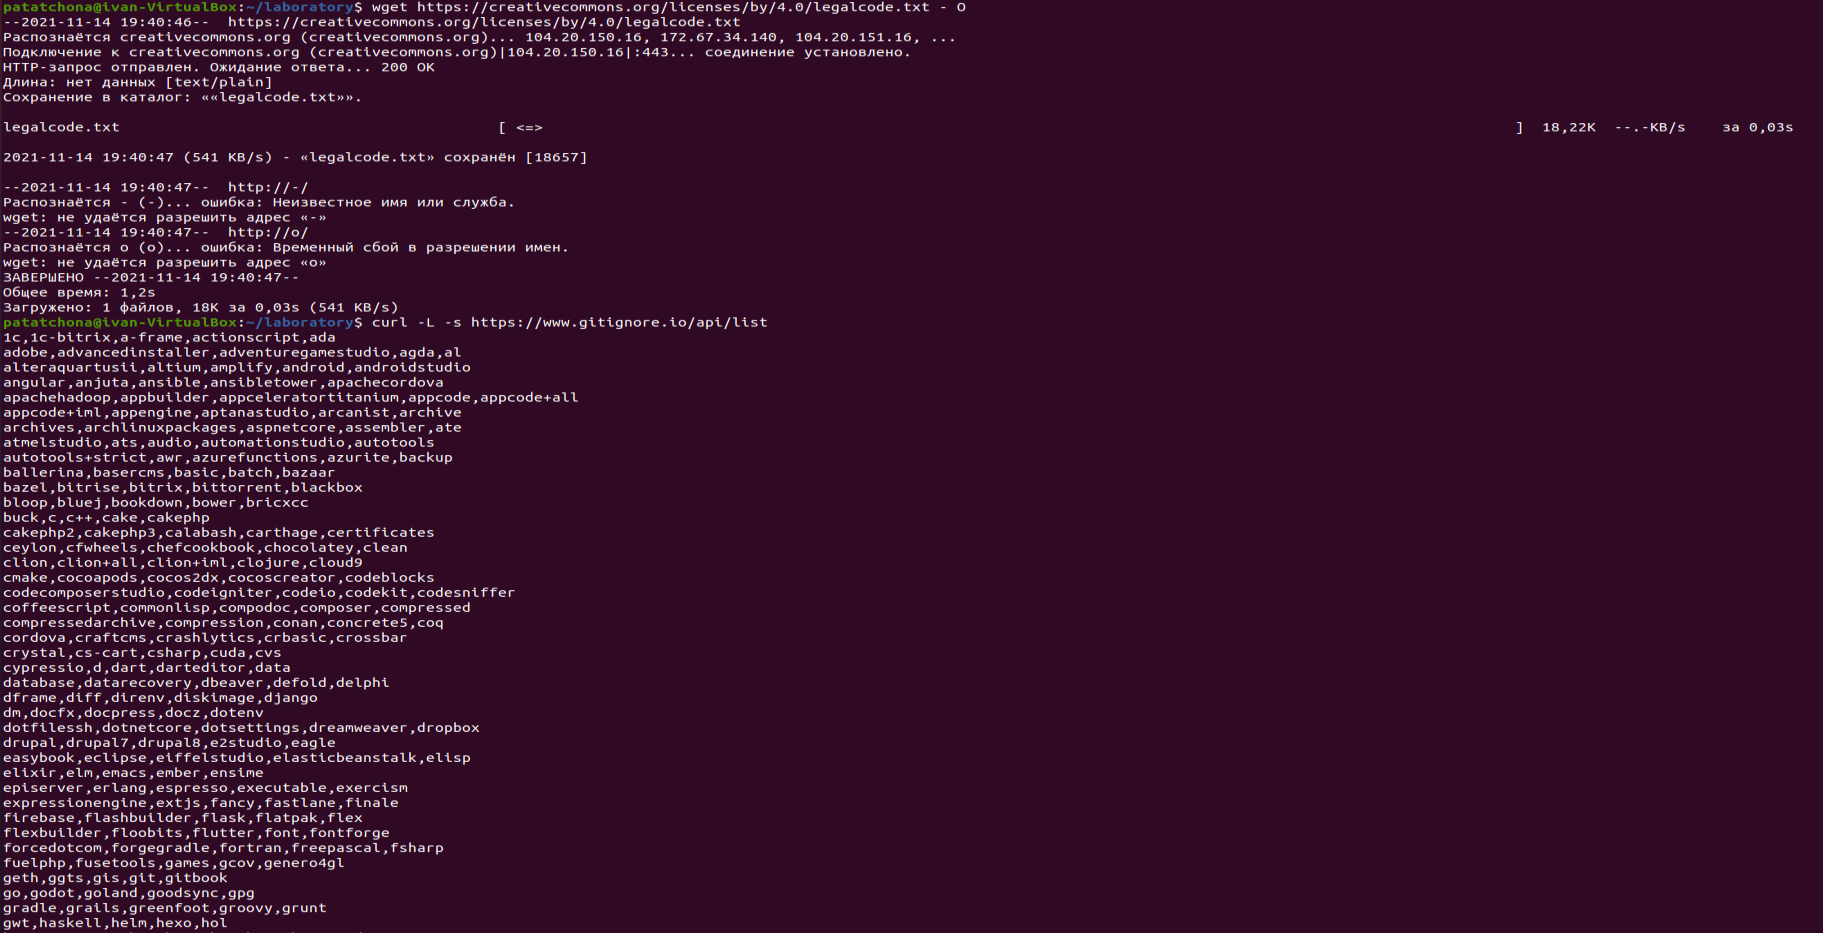 patatchona@ivan-VirtualBox:~/laboratory$ wget https://creativecommons.org/licenses/by/4.0/legalcode.txt - O
--2021-11-14 19:40:46--  https://creativecommons.org/licenses/by/4.0/legalcode.txt
Распознаётся creativecommons.org (creativecommons.org)... 104.20.150.16, 172.67.34.140, 104.20.151.16, ...
Подключение к creativecommons.org (creativecommons.org)|104.20.150.16|:443... соединение установлено.
HTTP-запрос отправлен. Ожидание ответа... 200 OK
Длина: нет данных [text/plain]
Сохранение в каталог: ««legalcode.txt»».
legalcode.txt [ <=> ] 18,22K --.-KB/s за 0,03s
2021-11-14 19:40:47 (541 KB/s) - «legalcode.txt» сохранён [18657]
--2021-11-14 19:40:47--  http://-/
Распознаётся - (-)... ошибка: Неизвестное имя или служба.
wget: не удаётся разрешить адрес «-»
--2021-11-14 19:40:47--  http://o/
Распознаётся o (o)... ошибка: Временный сбой в разрешении имен.
wget: не удаётся разрешить адрес «o»
ЗАВЕРШЕНО --2021-11-14 19:40:47--
Общее время: 1,2s
Загружено: 1 файлов, 18K за 0,03s (541 KB/s)
patatchona@ivan-VirtualBox:~/laboratory$ curl -L -s https://www.gitignore.io/api/list
1c,1c-bitrix,a-frame,actionscript,ada
adobe,advancedinstaller,adventuregamestudio,agda,al
alteraquartusii,altium,amplify,android,androidstudio
angular,anjuta,ansible,ansibletower,apachecordova
apachehadoop,appbuilder,appceleratortitanium,appcode,appcode+all
appcode+iml,appengine,aptanastudio,arcanist,archive
archives,archlinuxpackages,aspnetcore,assembler,ate
atmelstudio,ats,audio,automationstudio,autotools
autotools+strict,awr,azurefunctions,azurite,backup
ballerina,basercms,basic,batch,bazaar
bazel,bitrise,bitrix,bittorrent,blackbox
bloop,bluej,bookdown,bower,bricxcc
buck,c,c++,cake,cakephp
cakephp2,cakephp3,calabash,carthage,certificates
ceylon,cfwheels,chefcookbook,chocolatey,clean
clion,clion+all,clion+iml,clojure,cloud9
cmake,cocoapods,cocos2dx,cocoscreator,codeblocks
codecomposerstudio,codeigniter,codeio,codekit,codesniffer
coffeescript,commonlisp,compodoc,composer,compressed
compressedarchive,compression,conan,concrete5,coq
cordova,craftcms,crashlytics,crbasic,crossbar
crystal,cs-cart,csharp,cuda,cvs
cypressio,d,dart,darteditor,data
database,datarecovery,dbeaver,defold,delphi
dframe,diff,direnv,diskimage,django
dm,docfx,docpress,docz,dotenv
dotfilessh,dotnetcore,dotsettings,dreamweaver,dropbox
drupal,drupal7,drupal8,e2studio,eagle
easybook,eclipse,eiffelstudio,elasticbeanstalk,elisp
elixir,elm,emacs,ember,ensime
episerver,erlang,espresso,executable,exercism
expressionengine,extjs,fancy,fastlane,finale
firebase,flashbuilder,flask,flatpak,flex
flexbuilder,floobits,flutter,font,fontforge
forcedotcom,forgegradle,fortran,freepascal,fsharp
fuelphp,fusetools,games,gcov,genero4gl
geth,ggts,gis,git,gitbook
go,godot,goland,goodsync,gpg
gradle,grails,greenfoot,groovy,grunt
gwt,haskell,helm,hexo,hol